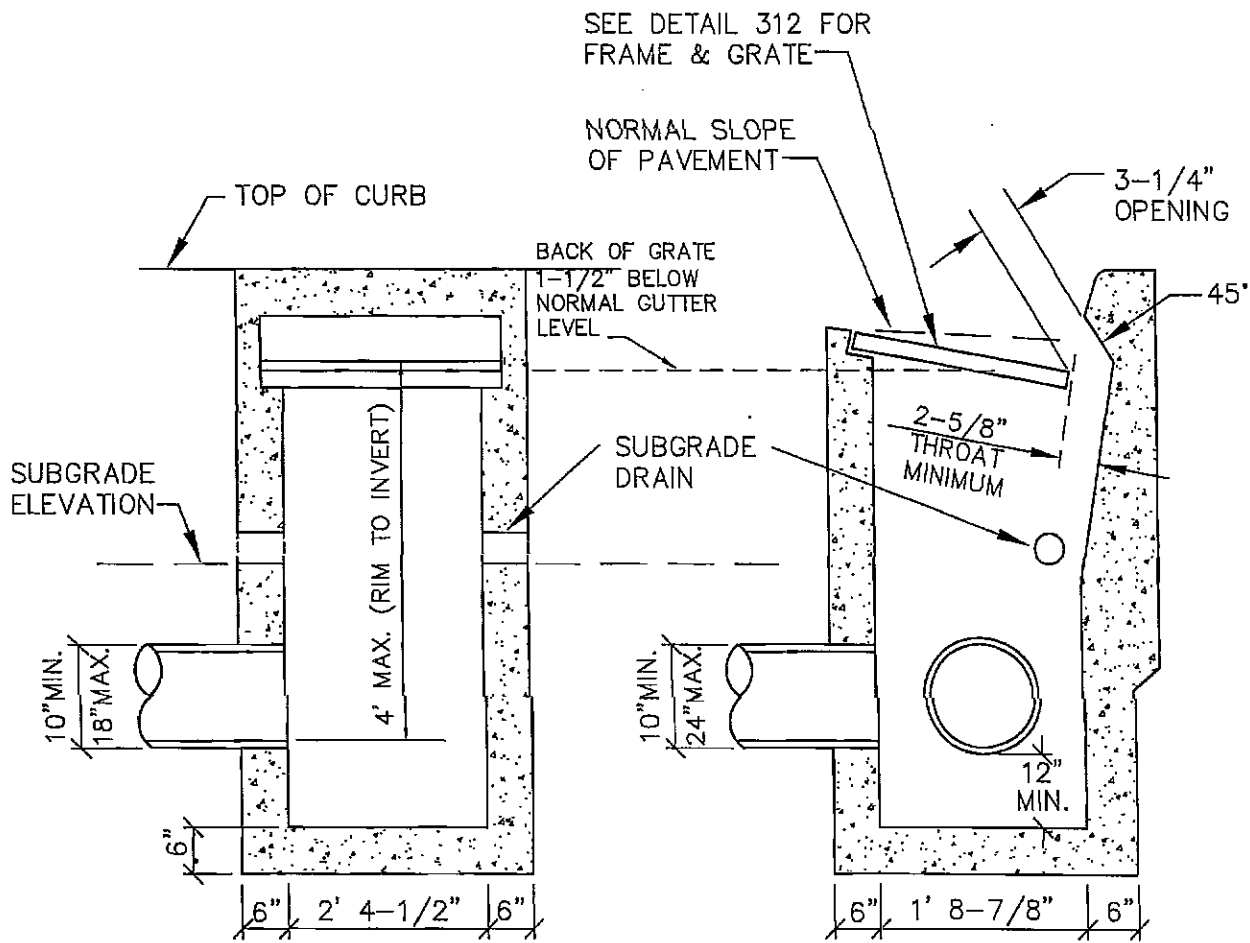 SEE DETAIL 312 FOR
FRAME & GRATE
NORMAL SLOPE
OF PAVEMENT
3-1/4"
OPENING
TOP OF CURB
BACK OF GRATE
1-1/2" BELOW
NORMAL GUTTER
LEVEL
45°
2-5/8"
THROAT
MINIMUM
SUBGRADE
DRAIN
SUBGRADE
ELEVATION
4' MAX. (RIM TO INVERT)
10"MIN.
18"MAX.
10"MIN.
24"MAX.
12"
MIN.
6"
6"
2' 4-1/2"
6"
6"
1' 8-7/8"
6"